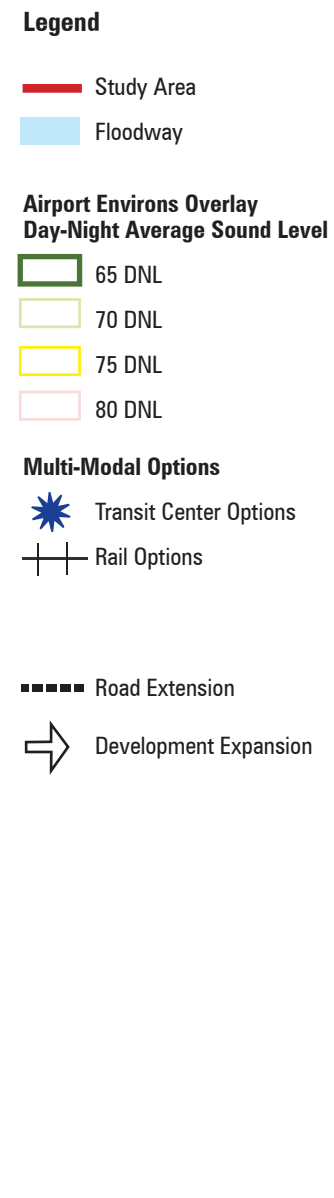 Legend
Study Area
Floodway
Airport Environs Overlay
Day-Night Average Sound Level
65 DNL
70 DNL
75 DNL
80 DNL
Multi-Modal Options
Transit Center Options
Rail Options
Road Extension
Development Expansion